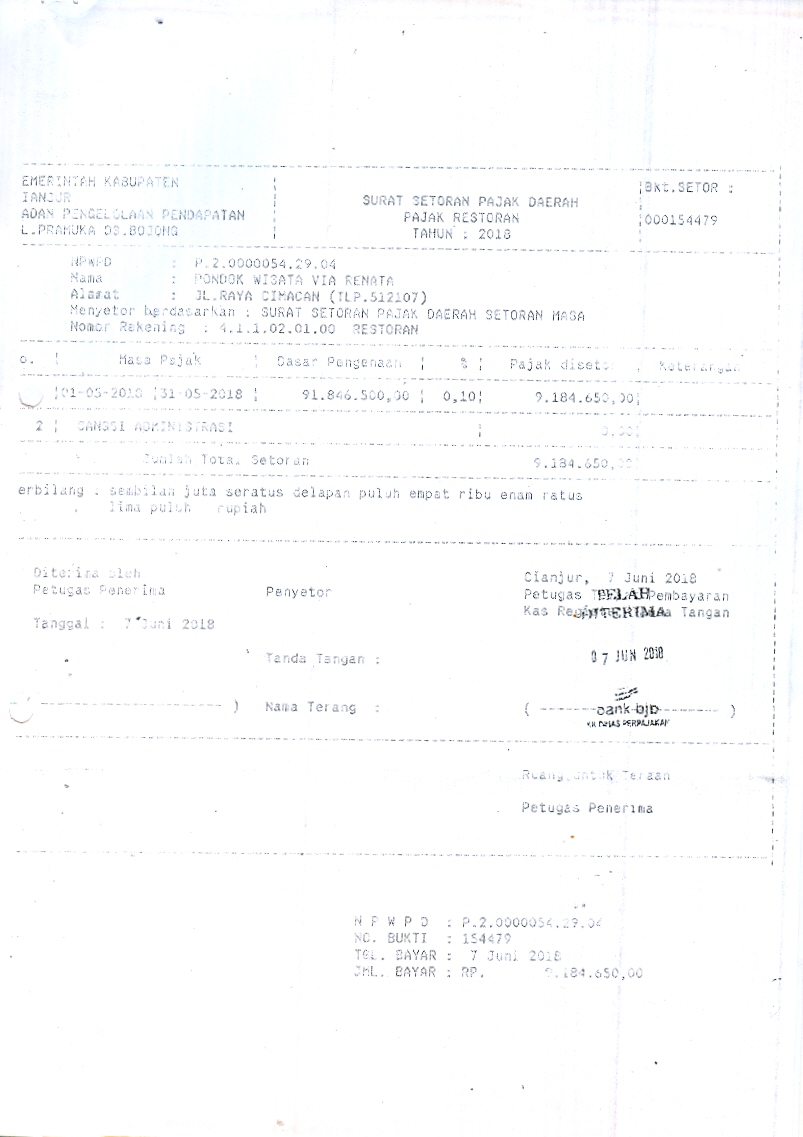 EMERINTAH KABUPATEN
IANJUR
ADAN PENGELOLAAN PENDAPATAN
L.PRAMUKA DS.BOJONG
SURAT SETORAN PAJAK DAERAH
PAJAK RESTORAN
TAHUN : 2018
Bkt.SETOR :
000154479
NPWPD : P.2.0000054.29.04
Nama : PONDOK WISATA VIA RENATA
Alamat : JL.RAYA CIMACAN (TLP.512107)
Menyetor berdasarkan : SURAT SETORAN PAJAK DAERAH SETORAN MASA
Nomor Rekening : 4.1.1.02.01.00 RESTORAN
o. | Masa Pajak | Dasar Pengenaan | % | Pajak disetor | Keterangan
|01-05-2018 |31-05-2018 | 91.846.500,00 | 0,10| 9.184.650,00|
2 | SANGSI ADMINISTRASI | 0,00|
Jumlah Total Setoran 9.184.650,00|
erbilang : sembilan juta seratus delapan puluh empat ribu enam ratus
lima puluh rupiah
Diterima oleh
Petugas Penerima
Tanggal : 7 Juni 2018
Penyetor
Tanda Tangan :
Nama Terang :
Cianjur, 7 Juni 2018
Petugas Pembayaran
Kas Tangan
TELAH
DITERIMA
07 JUN 2018
bank bjb
KK DINAS PERPAJAKAN
Ruang untuk Teraan
Petugas Penerima
N P W P D : P.2.0000054.29.04
NO. BUKTI : 154479
TGL. BAYAR : 7 Juni 2018
JML. BAYAR : RP. 9.184.650,00